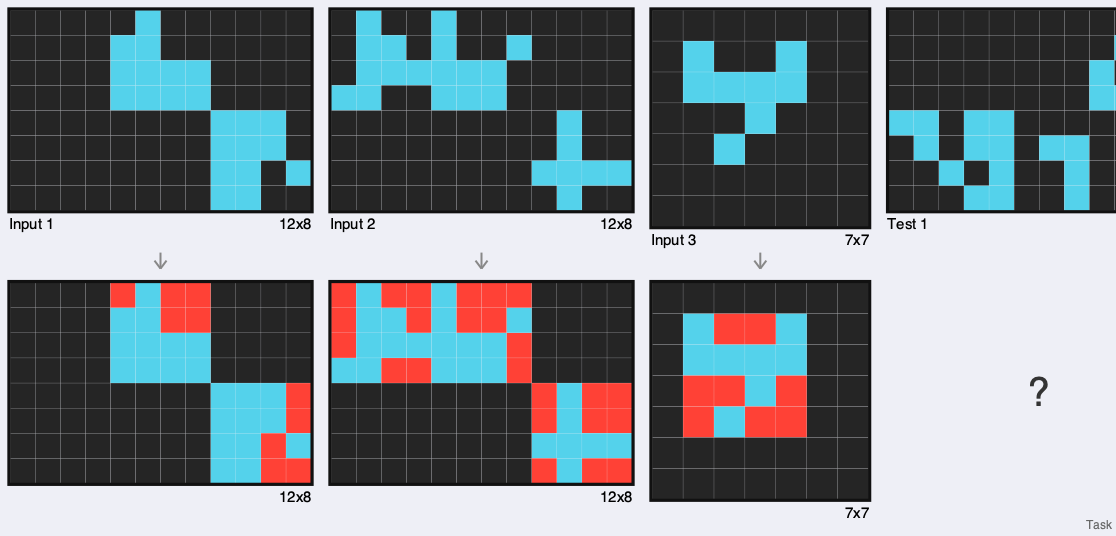 Input 1 12x8
Input 2 12x8
Input 3 7x7
Test 1
12x8
12x8
7x7
?
Task